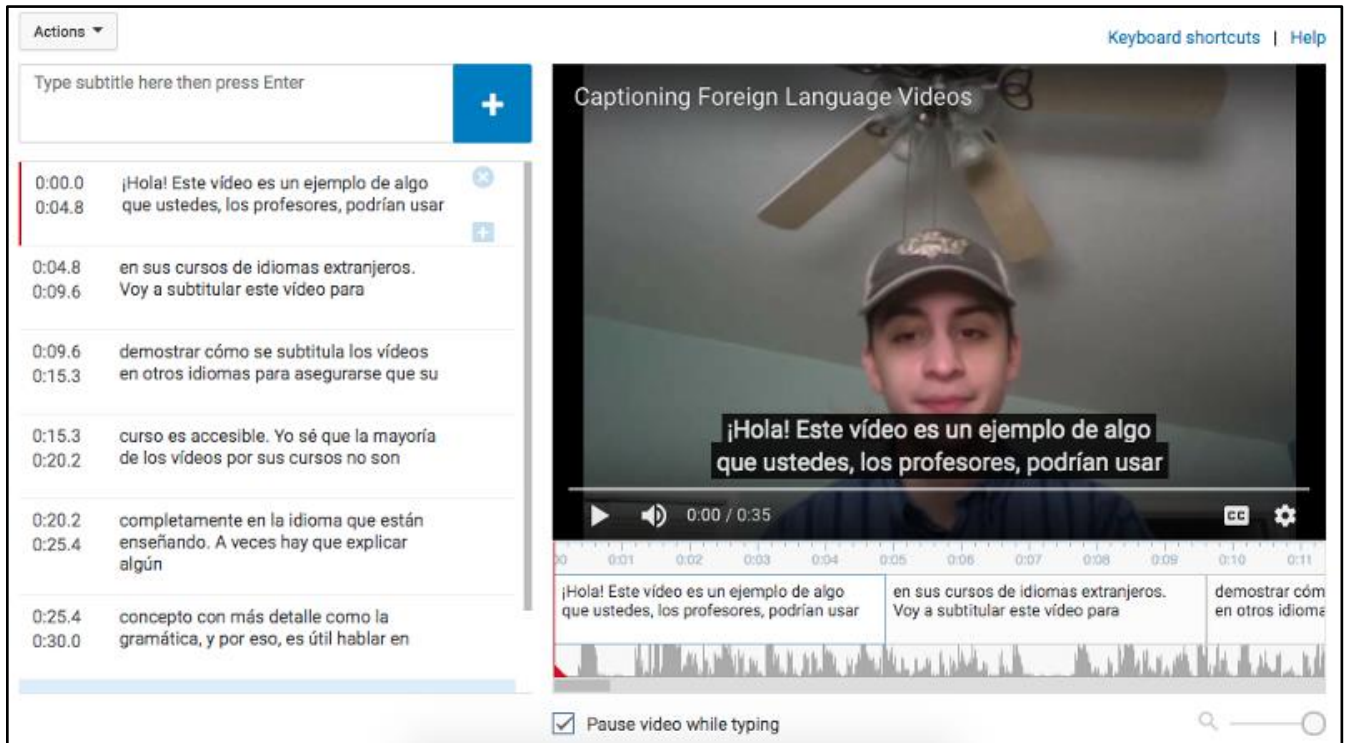 Actions
Keyboard shortcuts | Help
Type subtitle here then press Enter
0:00.0 ¡Hola! Este vídeo es un ejemplo de algo
0:04.8 que ustedes, los profesores, podrían usar
0:04.8 en sus cursos de idiomas extranjeros.
0:09.6 Voy a subtitular este vídeo para
0:09.6 demostrar cómo se subtitula los vídeos
0:15.3 en otros idiomas para asegurarse que su
0:15.3 curso es accesible. Yo sé que la mayoría
0:20.2 de los vídeos por sus cursos no son
0:20.2 completamente en la idioma que están
0:25.4 enseñando. A veces hay que explicar
algún
0:25.4 concepto con más detalle como la
0:30.0 gramática, y por eso, es útil hablar en
Captioning Foreign Language Videos
¡Hola! Este vídeo es un ejemplo de algo
que ustedes, los profesores, podrían usar
0:00 / 0:35 CC
00 0:01 0:02 0:03 0:04 0:05 0:06 0:07 0:08 0:09 0:10 0:11
¡Hola! Este vídeo es un ejemplo de algo
que ustedes, los profesores, podrían usar
en sus cursos de idiomas extranjeros.
Voy a subtitular este vídeo para
demostrar cóm
en otros idioma
Pause video while typing